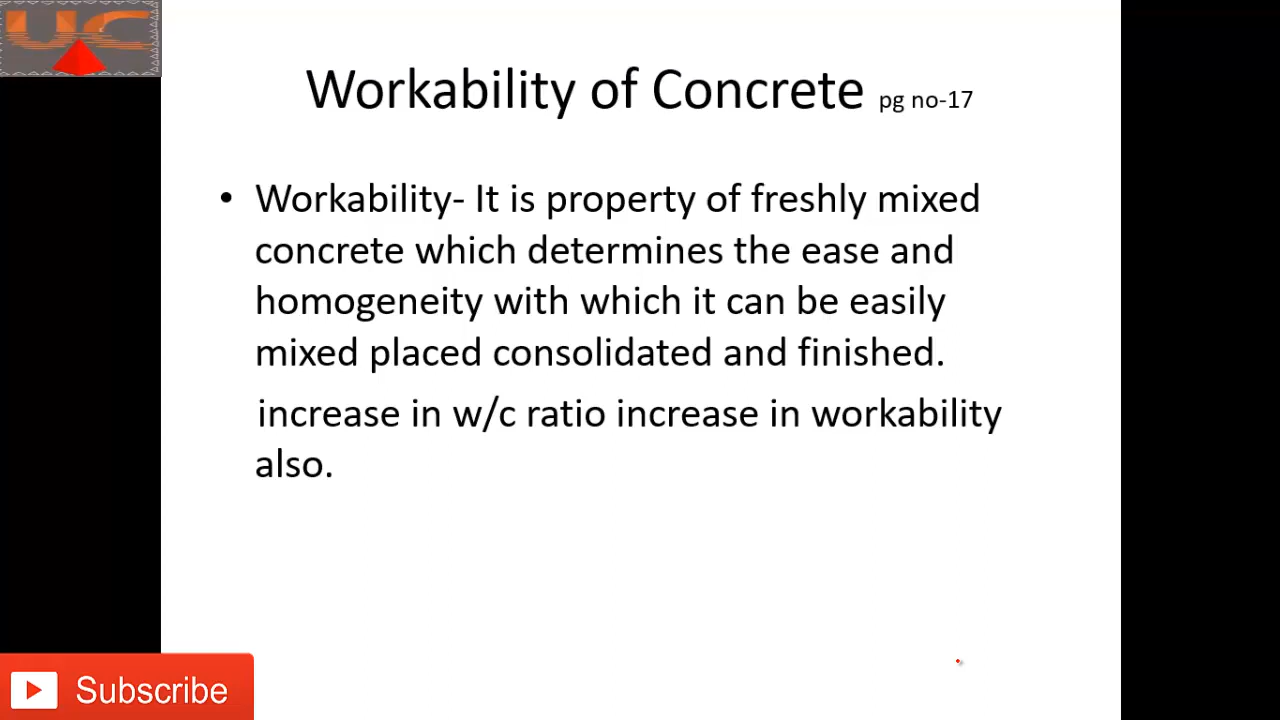 UC
Workability of Concrete pg no-17
• Workability- It is property of freshly mixed
concrete which determines the ease and
homogeneity with which it can be easily
mixed placed consolidated and finished.
increase in w/c ratio increase in workability
also.
Subscribe